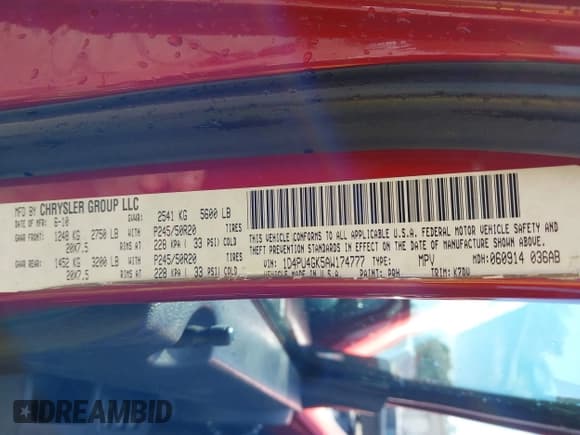 MFD BY CHRYSLER GROUP LLC
DATE OF MFR: 6-10 GVWR: 2541 KG 5600 LB
GAWR FRONT: 1248 KG 2750 LB WITH P245/50R20 TIRES
20X7.5 RIMS AT 228 KPA | 33 PSI COLD
GAWR REAR: 1452 KG 3200 LB WITH P245/50R20 TIRES
20X7.5 RIMS AT 228 KPA | 33 PSI COLD
THIS VEHICLE CONFORMS TO ALL APPLICABLE U.S.A. FEDERAL MOTOR VEHICLE SAFETY AND
THEFT PREVENTION STANDARDS IN EFFECT ON THE DATE OF MANUFACTURE SHOWN ABOVE
VIN: 1D4PU4GK5AW174777 TYPE: MPV MDH: 060914 036AB
MADE IN U.S.A. PAINT: PRH TRIM: K7DV
DREAMBID